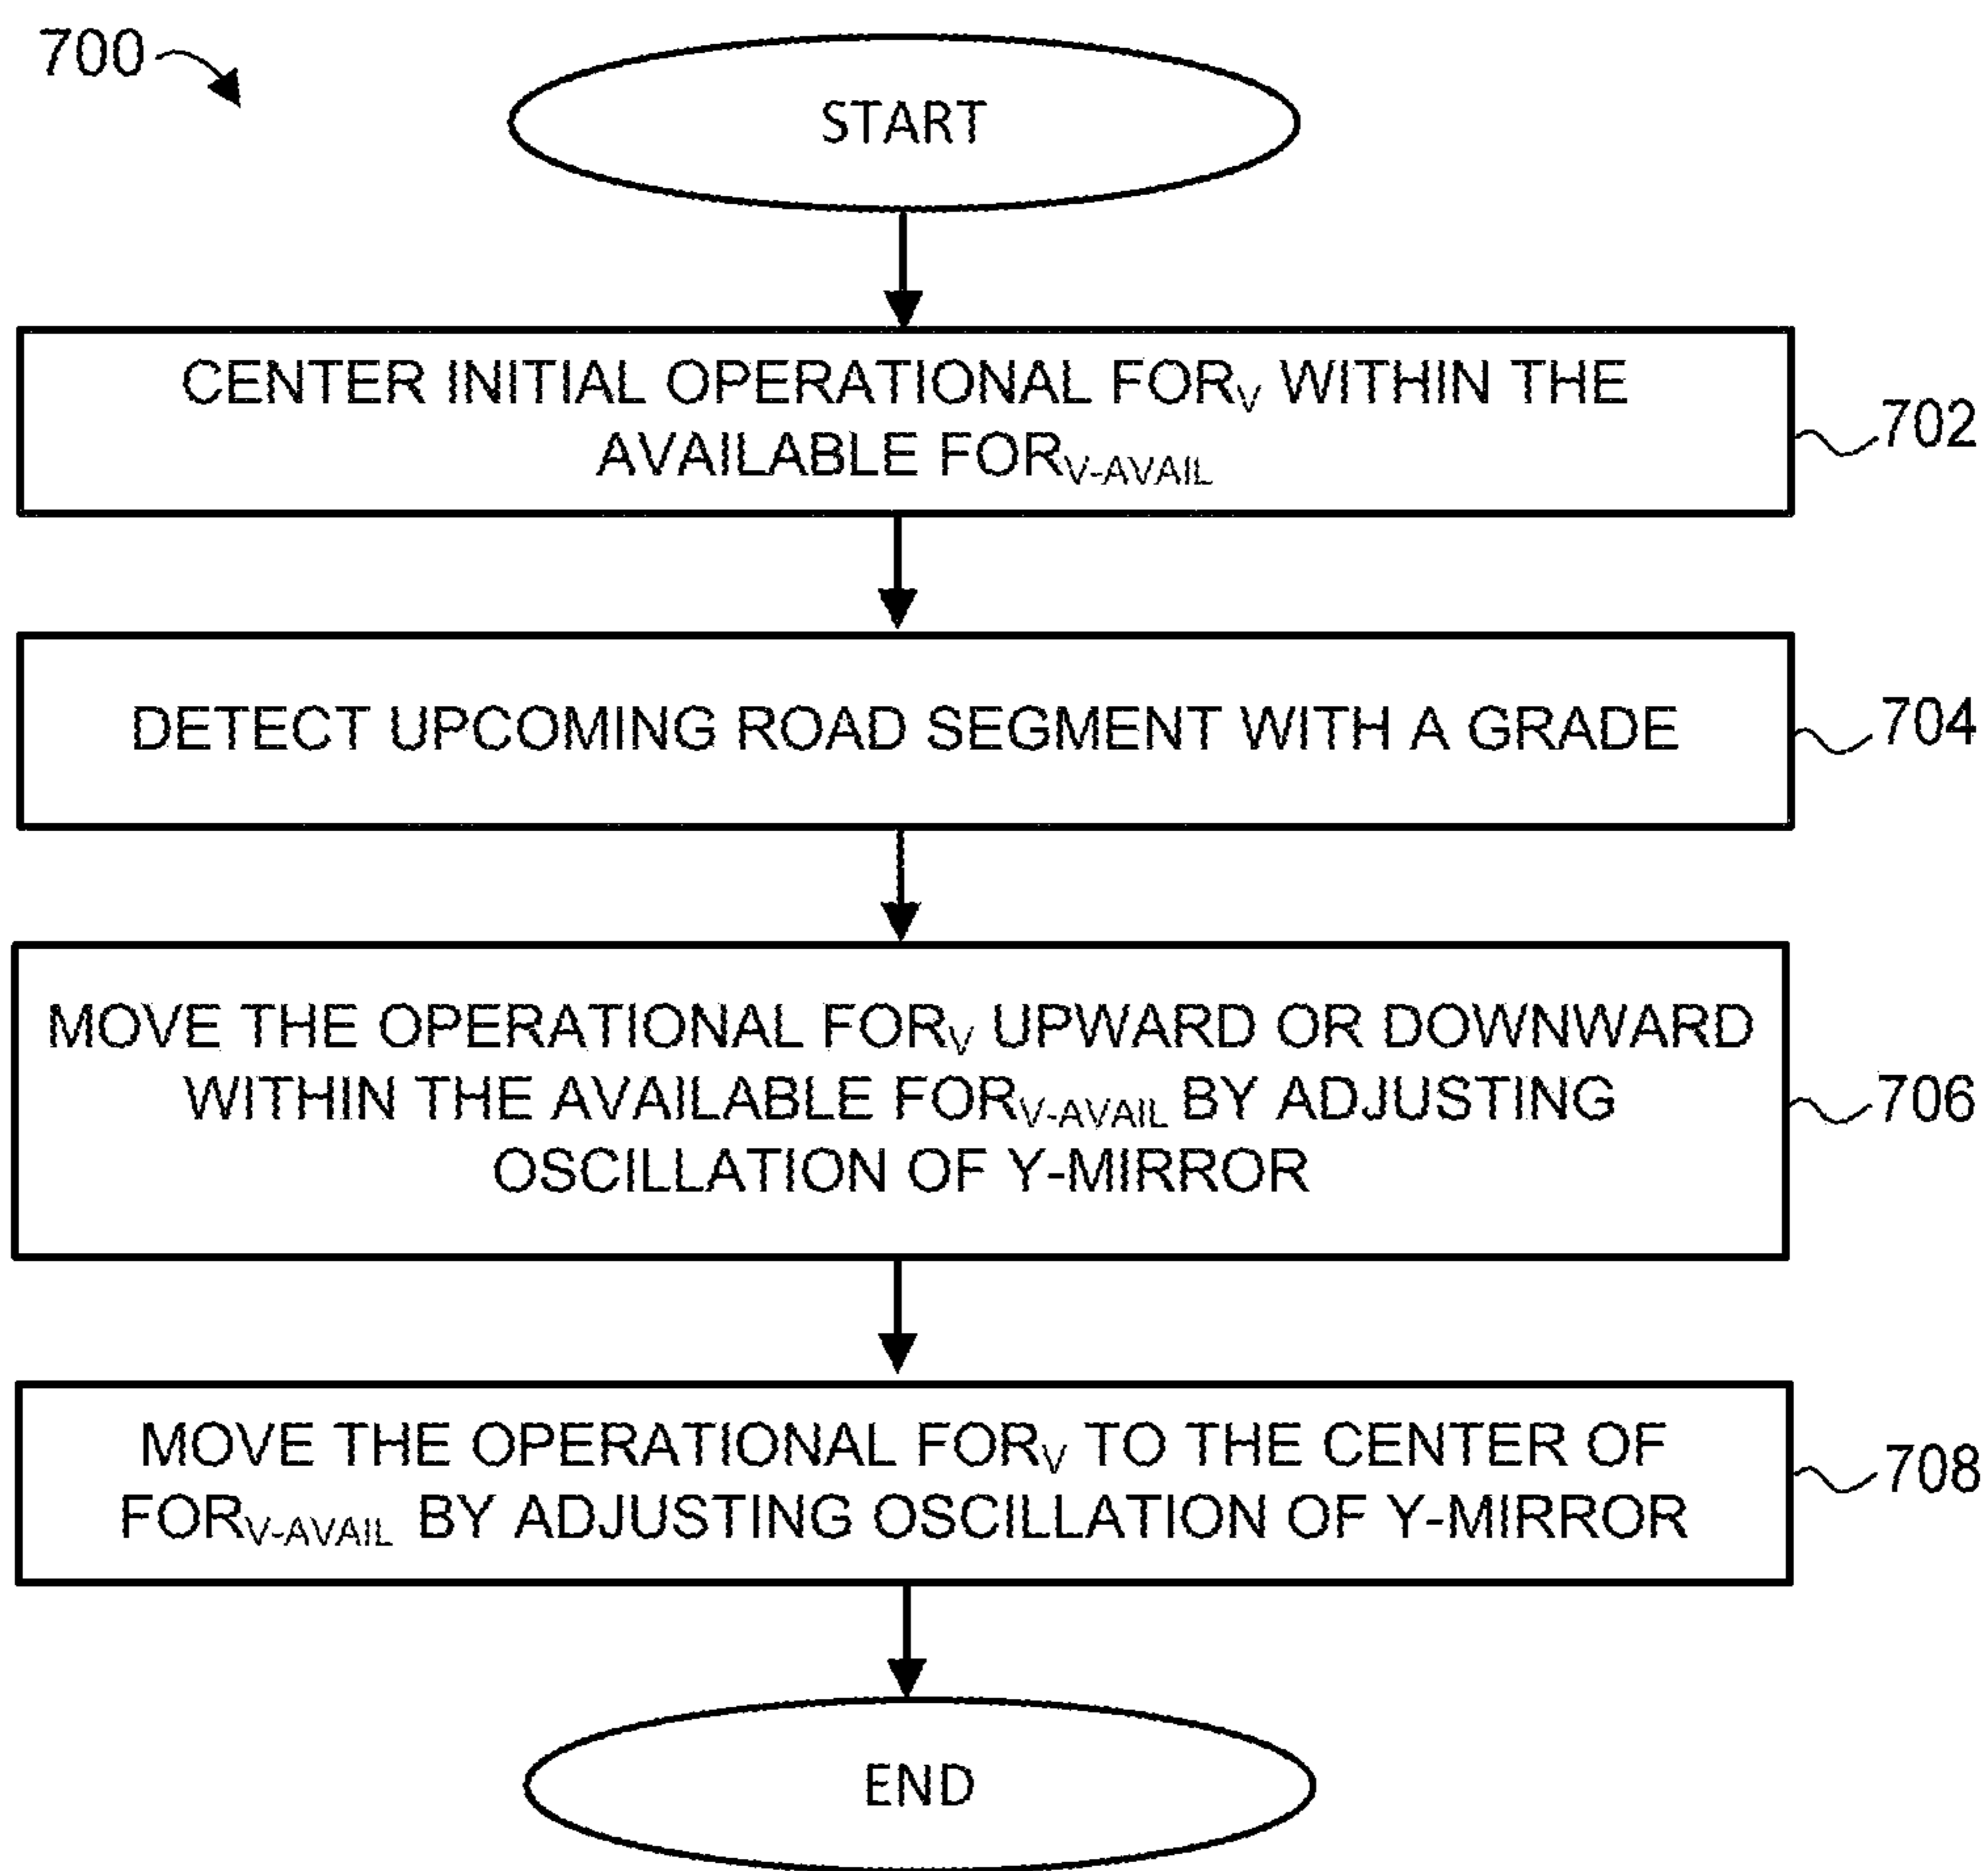 700
START
CENTER INITIAL OPERATIONAL FORV WITHIN THE
AVAILABLE FORV-AVAIL
702
DETECT UPCOMING ROAD SEGMENT WITH A GRADE
704
MOVE THE OPERATIONAL FORV UPWARD OR DOWNWARD
WITHIN THE AVAILABLE FORV-AVAIL BY ADJUSTING
OSCILLATION OF Y-MIRROR
706
MOVE THE OPERATIONAL FORV TO THE CENTER OF
FORV-AVAIL BY ADJUSTING OSCILLATION OF Y-MIRROR
708
END